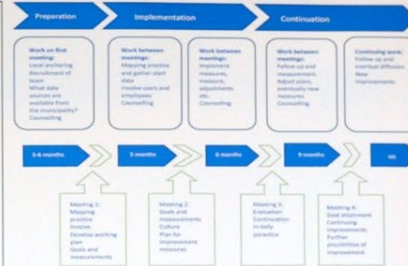 Preparation
Implementation
Continuation
Work on first
meeting:
Local anchoring
Recruitment of
team
What data
sources are
available from
the municipality?
Counselling
Work between
meetings:
Mapping practice
and gather start
data
Involve users and
employees
Counselling
Work between
meetings:
Implement
measures,
measure,
adjustments
etc.
Counselling
Work between
meetings:
Follow up and
measurement.
Adjust plans,
eventually new
measures
Counselling
Continuing work:
Follow up and
eventual diffusion
New
improvements
3-6 months
3 months
6 months
9 months
Meeting 1:
Mapping
practice
Involve
Develop working
plan
Goals and
measurements
Meeting 2:
Goals and
measurements
Culture
Plan for
improvement
measures
Meeting 3:
Evaluation
Continuation
in daily
practice
Meeting 4:
Goal attainment
Continuing
improvements
Further
possibilities of
improvement